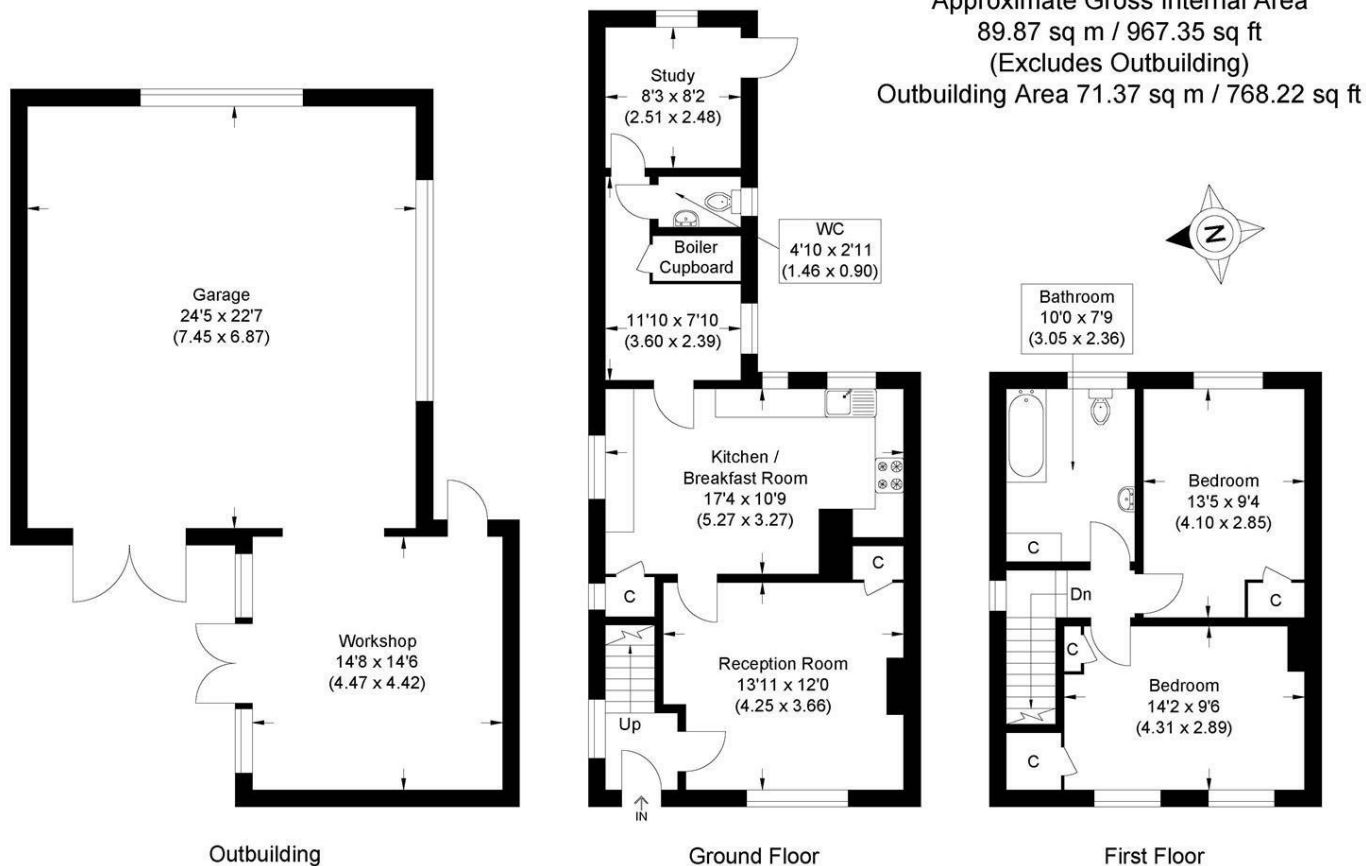 Approximate Gross Internal Area
89.87 sq m / 967.35 sq ft
(Excludes Outbuilding)
Outbuilding Area 71.37 sq m / 768.22 sq ft
N
Garage
24'5 x 22'7
(7.45 x 6.87)
Workshop
14'8 x 14'6
(4.47 x 4.42)
Outbuilding
Study
8'3 x 8'2
(2.51 x 2.48)
WC
4'10 x 2'11
(1.46 x 0.90)
Boiler
Cupboard
11'10 x 7'10
(3.60 x 2.39)
Kitchen /
Breakfast Room
17'4 x 10'9
(5.27 x 3.27)
C
C
Reception Room
13'11 x 12'0
(4.25 x 3.66)
Up
IN
Ground Floor
Bathroom
10'0 x 7'9
(3.05 x 2.36)
Bedroom
13'5 x 9'4
(4.10 x 2.85)
C
Dn
C
C
Bedroom
14'2 x 9'6
(4.31 x 2.89)
C
First Floor